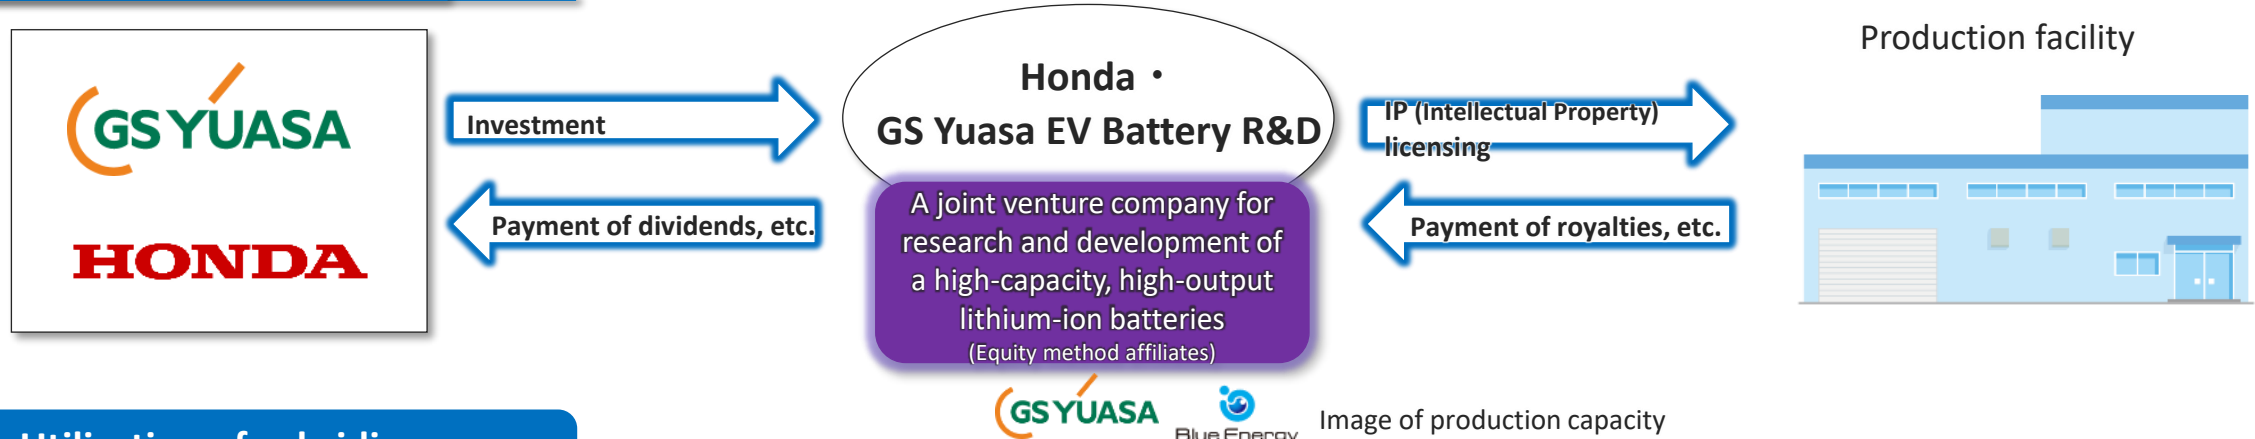 GS YUASA
HONDA
Investment
Payment of dividends, etc.
Honda・
GS Yuasa EV Battery R&D
A joint venture company for
research and development of
a high-capacity, high-output
lithium-ion batteries
(Equity method affiliates)
IP (Intellectual Property)
licensing
Payment of royalties, etc.
Production facility
GS YUASA
Blue Energy
Image of production capacity